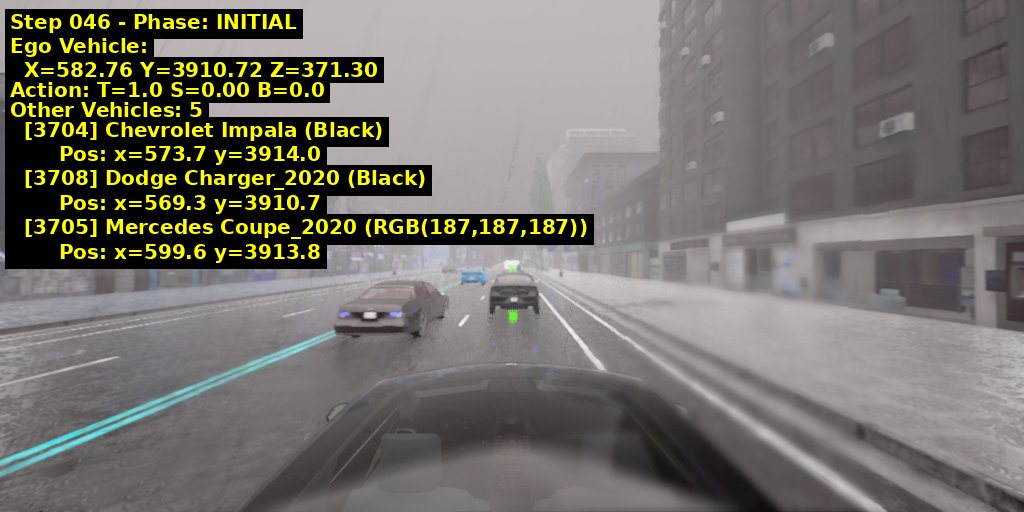 Step 046 - Phase: INITIAL
Ego Vehicle:
X=582.76 Y=3910.72 Z=371.30
Action: T=1.0 S=0.00 B=0.0
Other Vehicles: 5
[3704] Chevrolet Impala (Black)
Pos: x=573.7 y=3914.0
[3708] Dodge Charger_2020 (Black)
Pos: x=569.3 y=3910.7
[3705] Mercedes Coupe_2020 (RGB(187,187,187))
Pos: x=599.6 y=3913.8